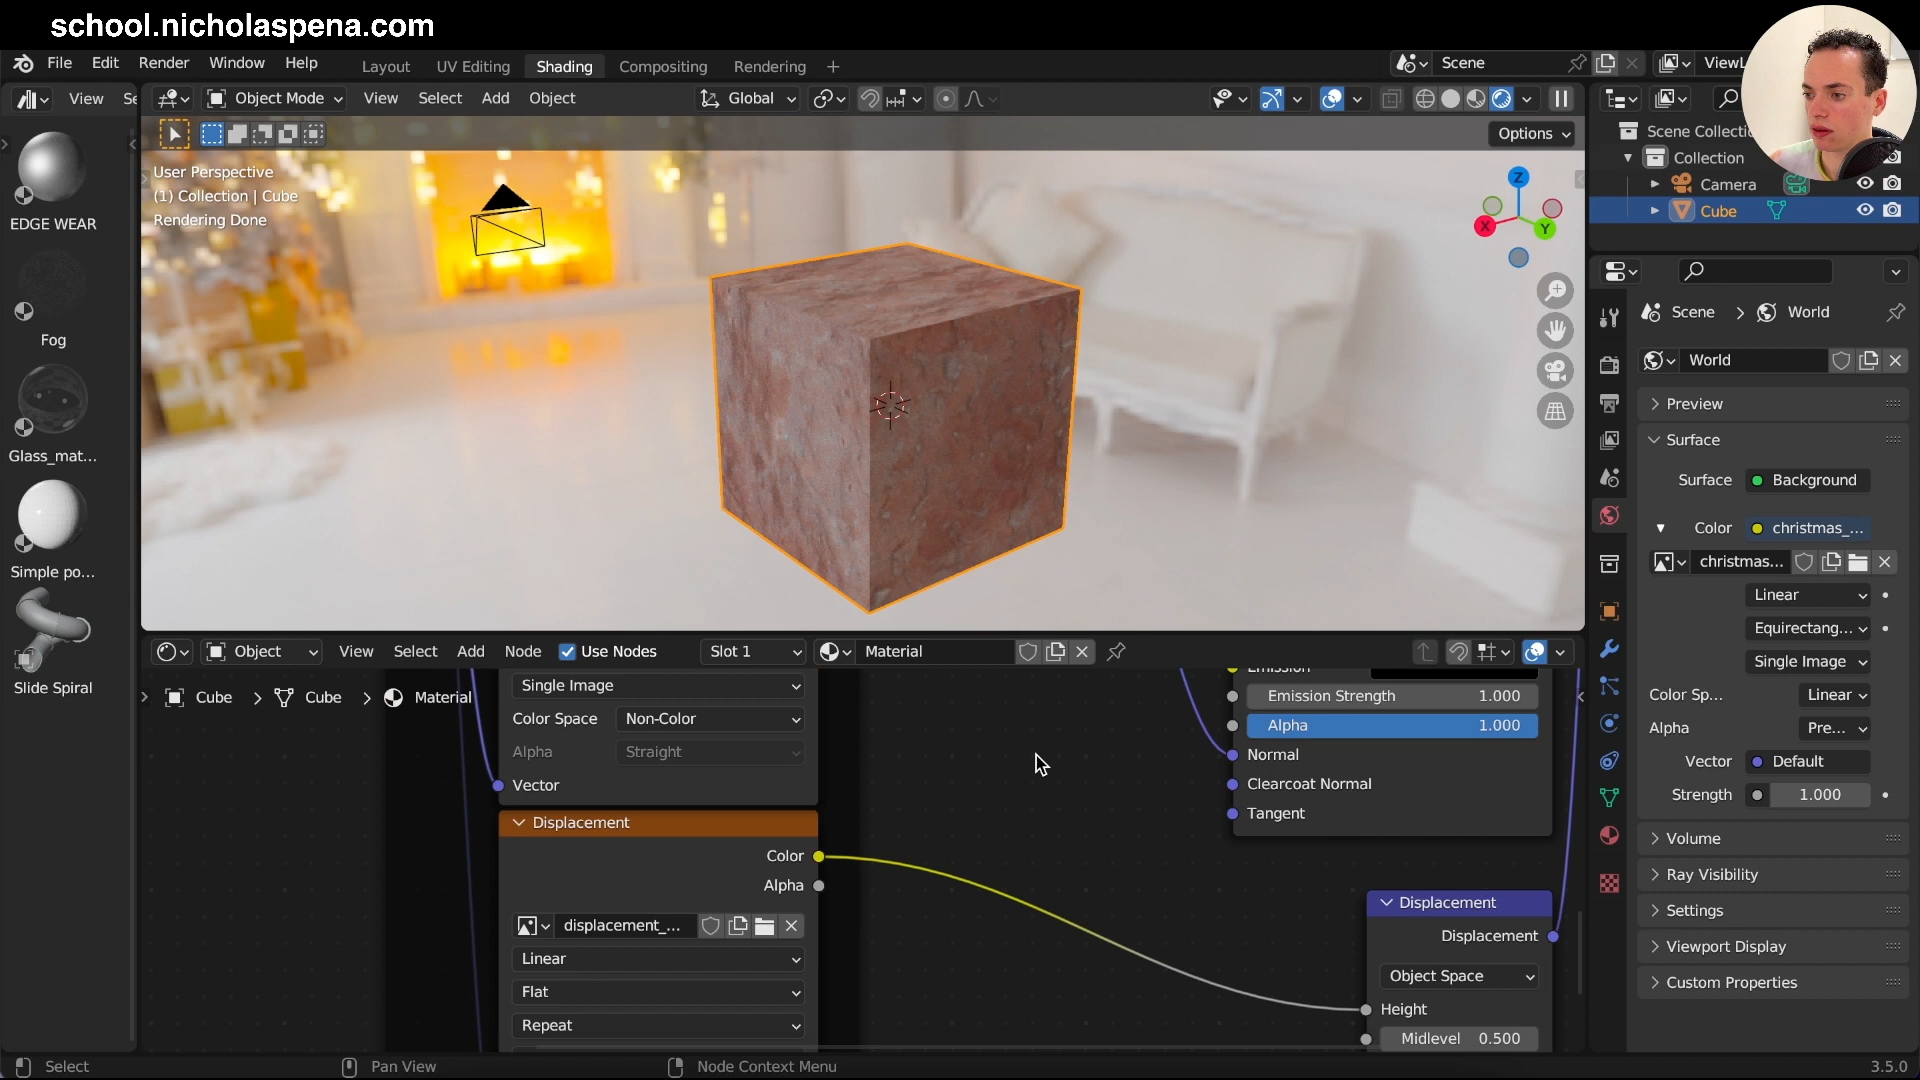 school.nicholaspena.com
File Edit Render Window Help
Layout UV Editing Shading Compositing Rendering
Scene
ViewL
View Se
Object Mode View Select Add Object
Global
Options
User Perspective
(1) Collection | Cube
Rendering Done
Z
X
Y
EDGE WEAR
Fog
Glass_mat...
Simple po...
Slide Spiral
Scene Collectio
Collection
Camera
Cube
Scene > World
World
Preview
Surface
Surface Background
Color christmas_...
christmas...
Linear
Equirectang...
Single Image
Color Sp... Linear
Alpha Pre...
Vector Default
Strength 1.000
Volume
Ray Visibility
Settings
Viewport Display
Custom Properties
Object View Select Add Node Use Nodes Slot 1 Material
Cube > Cube > Material
Single Image
Color Space Non-Color
Alpha Straight
Vector
Displacement
Color
Alpha
displacement_...
Linear
Flat
Repeat
Emission
Emission Strength 1.000
Alpha 1.000
Normal
Clearcoat Normal
Tangent
Displacement
Displacement
Object Space
Height
Midlevel 0.500
Select Pan View Node Context Menu 3.5.0